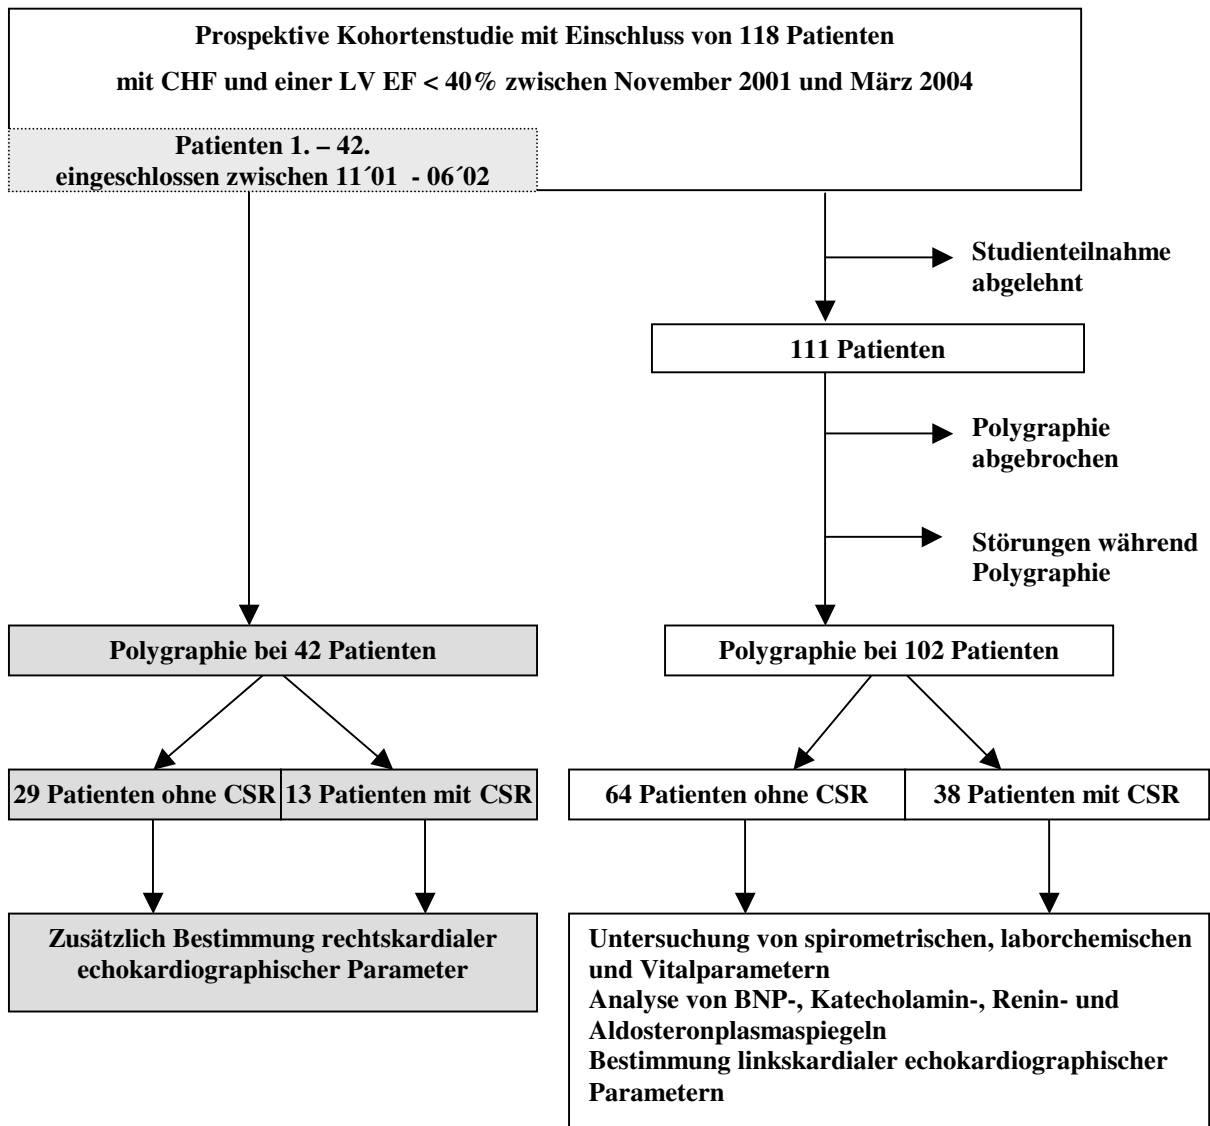 Prospektive Kohortenstudie mit Einschluss von 118 Patienten
mit CHF und einer LV EF < 40% zwischen November 2001 und März 2004
Patienten 1. – 42.
eingeschlossen zwischen 11´01 - 06´02
Studienteilnahme
abgelehnt
111 Patienten
Polygraphie
abgebrochen
Störungen während
Polygraphie
Polygraphie bei 42 Patienten
Polygraphie bei 102 Patienten
29 Patienten ohne CSR
13 Patienten mit CSR
64 Patienten ohne CSR
38 Patienten mit CSR
Zusätzlich Bestimmung rechtskardialer
echokardiographischer Parameter
Untersuchung von spirometrischen, laborchemischen
und Vitalparametern
Analyse von BNP-, Katecholamin-, Renin- und
Aldosteronplasmaspiegeln
Bestimmung linkskardialer echokardiographischer
Parametern